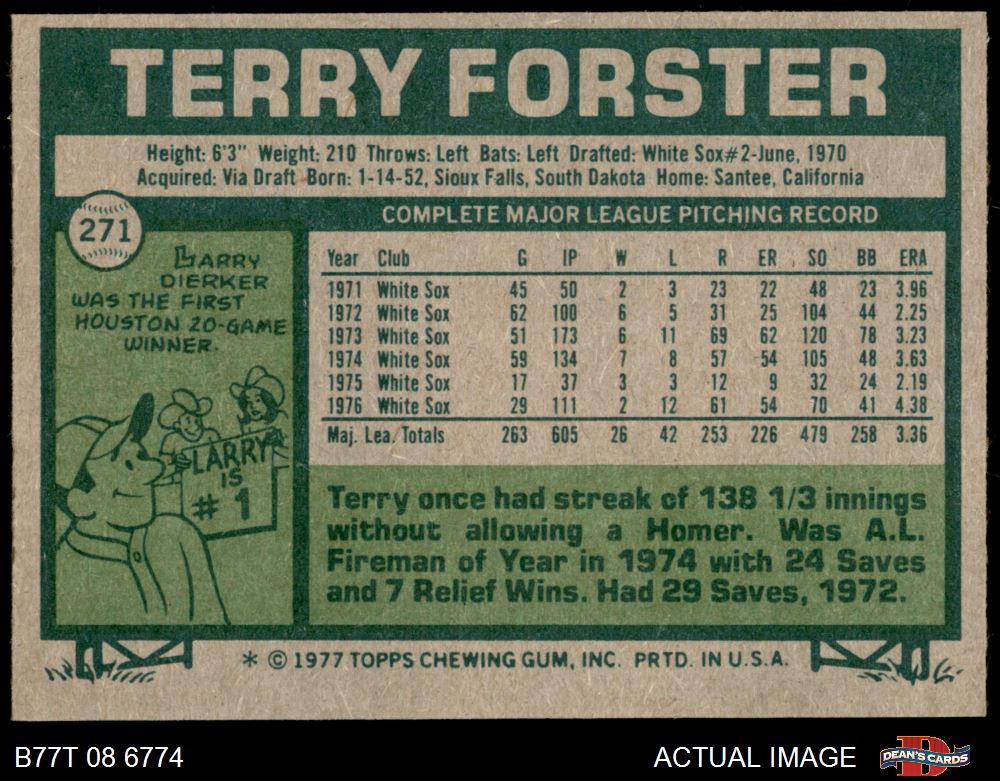 TERRY FORSTER
Height: 6'3" Weight: 210 Throws: Left Bats: Left Drafted: White Sox#2-June, 1970
Acquired: Via Draft Born: 1-14-52, Sioux Falls, South Dakota Home: Santee, California
271
LARRY
DIERKER
WAS THE FIRST
HOUSTON 20-GAME
WINNER.
LARRY
IS
# 1
COMPLETE MAJOR LEAGUE PITCHING RECORD
Year Club G IP W L R ER SO BB ERA
1971 White Sox 45 50 2 3 23 22 48 23 3.96
1972 White Sox 62 100 6 5 31 25 104 44 2.25
1973 White Sox 51 173 6 11 69 62 120 78 3.23
1974 White Sox 59 134 7 8 57 54 105 48 3.63
1975 White Sox 17 37 3 3 12 9 32 24 2.19
1976 White Sox 29 111 2 12 61 54 70 41 4.38
Maj. Lea. Totals 263 605 26 42 253 226 479 258 3.36
Terry once had streak of 138 1/3 innings
without allowing a Homer. Was A.L.
Fireman of Year in 1974 with 24 Saves
and 7 Relief Wins. Had 29 Saves, 1972.
* © 1977 TOPPS CHEWING GUM, INC. PRTD. IN U.S.A.
B77T 08 6774
ACTUAL IMAGE
D
DEAN'S CARDS